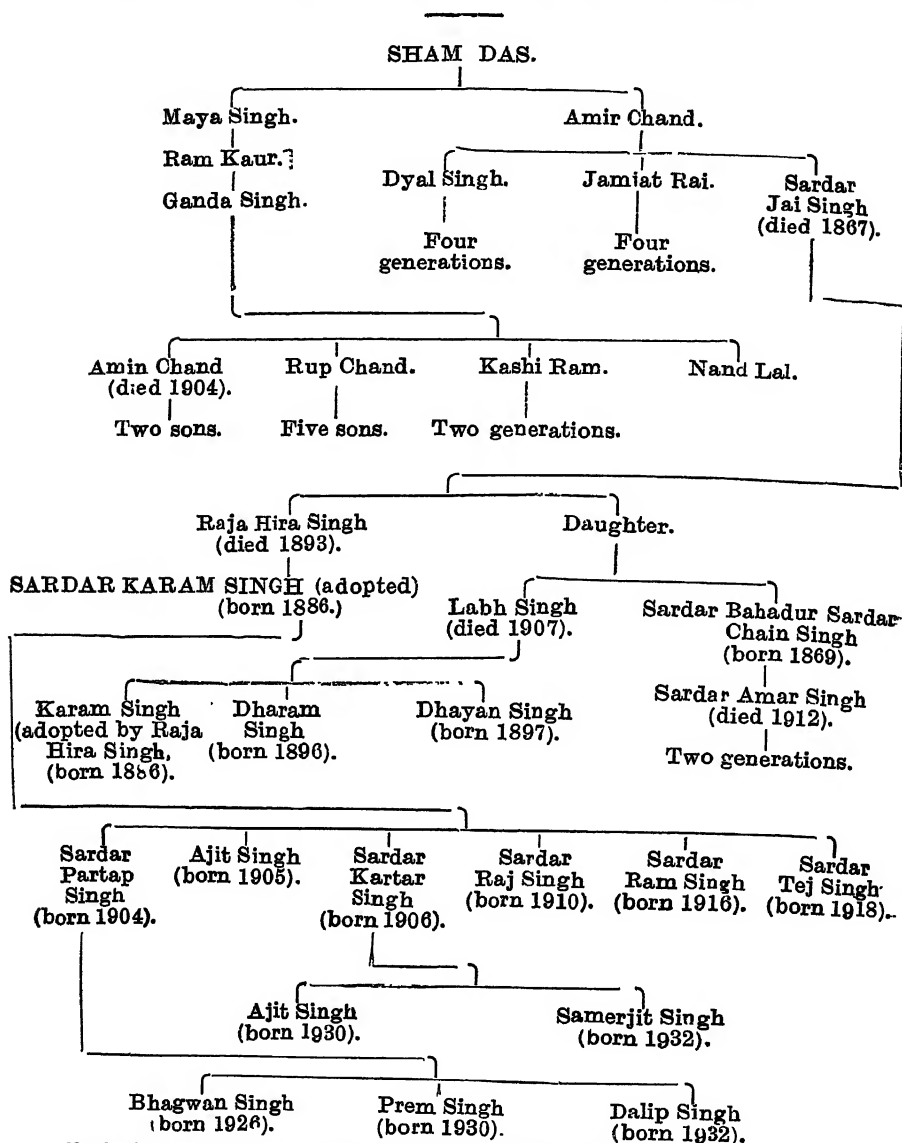 SHAM DAS.
Maya Singh.
Amir Chand.
Ram Kaur.
Ganda Singh.
Dyal Singh.
Jamiat Rai.
Sardar
Jai Singh
(died 1867).
Four
generations.
Four
generations.
Amin Chand
(died 1904).
Rup Chand.
Kashi Ram.
Nand Lal.
Two sons.
Five sons.
Two generations.
Raja Hira Singh
(died 1893).
Daughter.
SARDAR KARAM SINGH (adopted)
(born 1886.)
Labh Singh
(died 1907).
Sardar Bahadur Sardar
Chain Singh
(born 1869).
Karam Singh
(adopted by Raja
Hira Singh,
(born 1886).
Dharam
Singh
(born 1896).
Dhayan Singh
(born 1897).
Sardar Amar Singh
(died 1912).
Two generations.
Sardar
Partap
Singh
(born 1904).
Ajit Singh
(born 1905).
Sardar
Kartar
Singh
(born 1906).
Sardar
Raj Singh
(born 1910).
Sardar
Ram Singh
(born 1916).
Sardar
Tej Singh
(born 1918).
Ajit Singh
(born 1930).
Samerjit Singh
(born 1932).
Bhagwan Singh
(born 1926).
Prem Singh
(born 1930).
Dalip Singh
(born 1932).